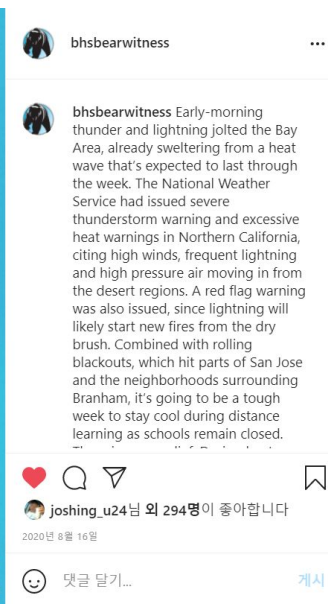 bhsbearwitness
bhsbearwitness Early-morning
thunder and lightning jolted the Bay
Area, already sweltering from a heat
wave that's expected to last through
the week. The National Weather
Service had issued severe
thunderstorm warning and excessive
heat warnings in Northern California,
citing high winds, frequent lightning
and high pressure air moving in from
the desert regions. A red flag warning
was also issued, since lightning will
likely start new fires from the dry
brush. Combined with rolling
blackouts, which hit parts of San Jose
and the neighborhoods surrounding
Branham, it's going to be a tough
week to stay cool during distance
learning as schools remain closed.
joshing_u24님 외 294명이 좋아합니다
2020년 8월 16일
댓글 달기...
게시